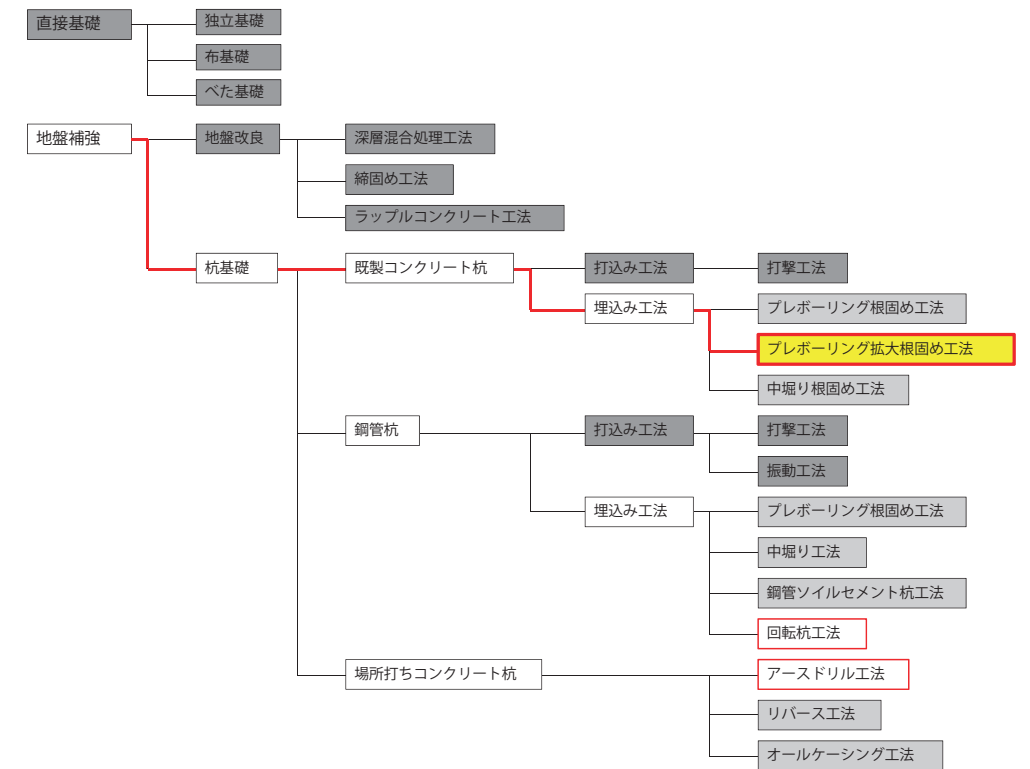 直接基礎
独立基礎
布基礎
べた基礎
地盤補強
地盤改良
深層混合処理工法
締固め工法
ラップルコンクリート工法
杭基礎
既製コンクリート杭
打込み工法
打撃工法
埋込み工法
プレボーリング根固め工法
プレボーリング拡大根固め工法
中堀り根固め工法
鋼管杭
打込み工法
打撃工法
振動工法
埋込み工法
プレボーリング根固め工法
中堀り工法
鋼管ソイルセメント杭工法
回転杭工法
場所打ちコンクリート杭
アースドリル工法
リバース工法
オールケーシング工法